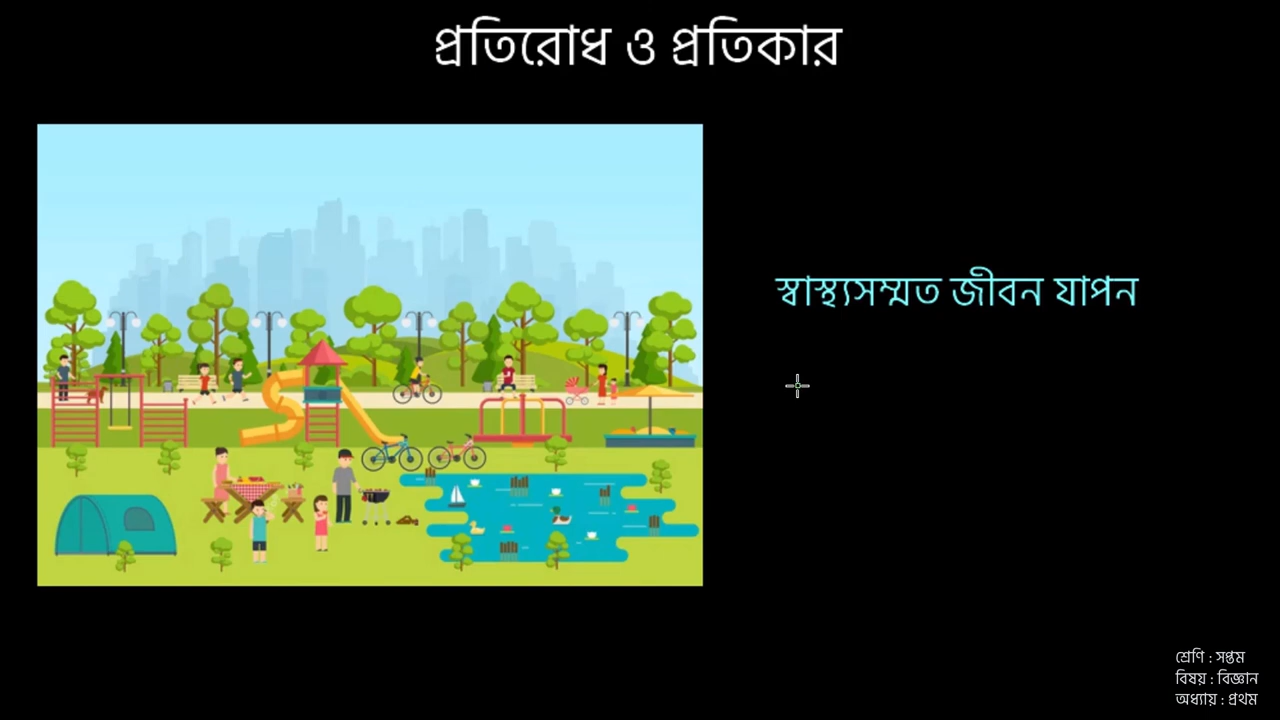 প্রতিরোধ ও প্রতিকার
স্বাস্থ্যসম্মত জীবন যাপন
শ্রেণি : সপ্তম
বিষয় : বিজ্ঞান
অধ্যায় : প্রথম